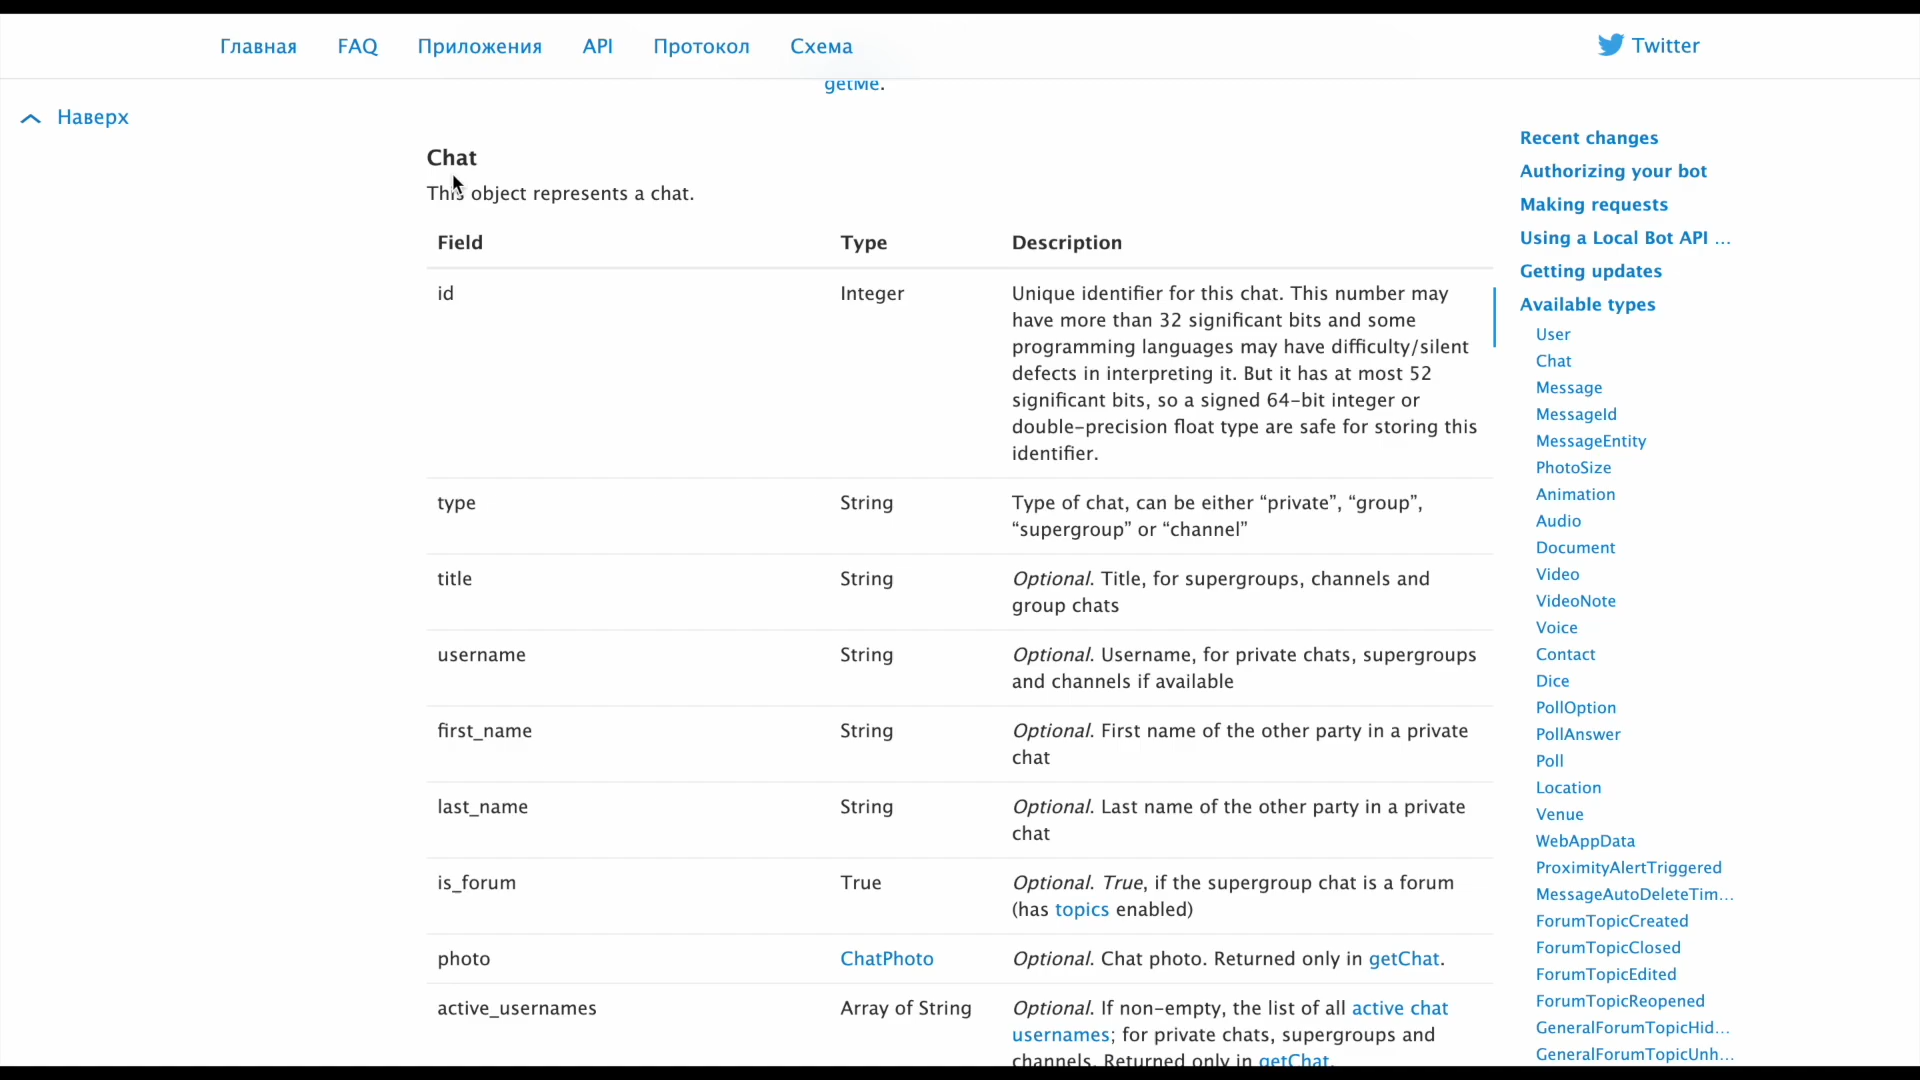 Главная FAQ Приложения API Протокол Схема Twitter
getMe.
Наверх
Chat
This object represents a chat.
Field Type Description
id Integer Unique identifier for this chat. This number may
have more than 32 significant bits and some
programming languages may have difficulty/silent
defects in interpreting it. But it has at most 52
significant bits, so a signed 64-bit integer or
double-precision float type are safe for storing this
identifier.
type String Type of chat, can be either “private”, “group”,
“supergroup” or “channel”
title String Optional. Title, for supergroups, channels and
group chats
username String Optional. Username, for private chats, supergroups
and channels if available
first_name String Optional. First name of the other party in a private
chat
last_name String Optional. Last name of the other party in a private
chat
is_forum True Optional. True, if the supergroup chat is a forum
(has topics enabled)
photo ChatPhoto Optional. Chat photo. Returned only in getChat.
active_usernames Array of String Optional. If non-empty, the list of all active chat
usernames; for private chats, supergroups and
channels. Returned only in getChat.
Recent changes
Authorizing your bot
Making requests
Using a Local Bot API ...
Getting updates
Available types
User
Chat
Message
MessageId
MessageEntity
PhotoSize
Animation
Audio
Document
Video
VideoNote
Voice
Contact
Dice
PollOption
PollAnswer
Poll
Location
Venue
WebAppData
ProximityAlertTriggered
MessageAutoDeleteTim...
ForumTopicCreated
ForumTopicClosed
ForumTopicEdited
ForumTopicReopened
GeneralForumTopicHid...
GeneralForumTopicUnh...